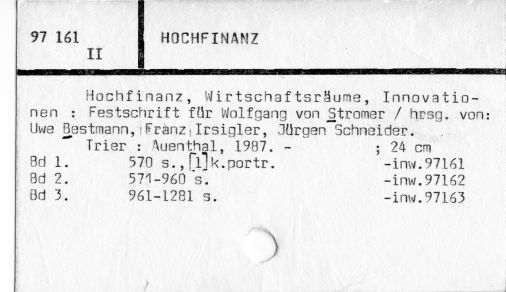 97 161 HOCHFINANZ
II
Hochfinanz, Wirtschaftsräume, Innovatio-
nen : Festschrift für Wolfgang von Stromer / hrsg. von:
Uwe Bestmann, Franz Irsigler, Jürgen Schneider.
Trier : Auenthal, 1987. - ; 24 cm
Bd 1. 570 s.,[1]k.portr. -inw.97161
Bd 2. 571-960 s. -inw.97162
Bd 3. 961-1281 s. -inw.97163